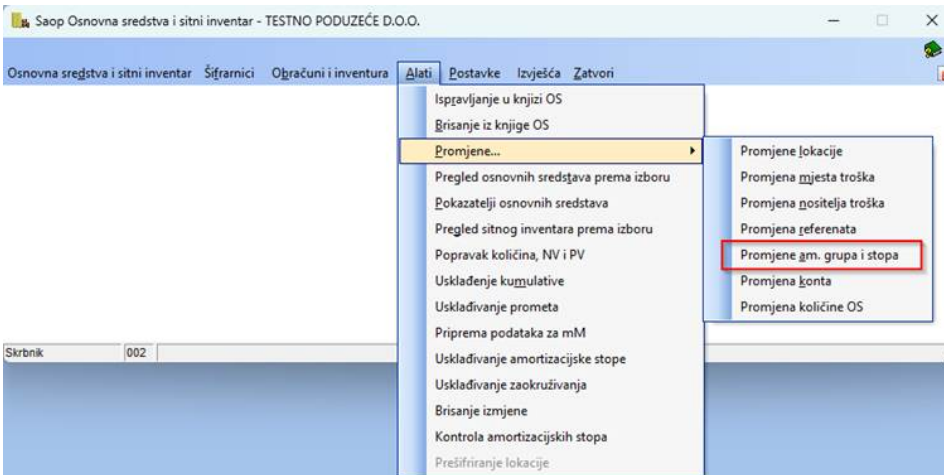 Saop Osnovna sredstva i sitni inventar - TESTNO PODUZEĆE D.O.O.
Osnovna sredstva i sitni inventar Šifrarnici Obračuni i inventura Alati Postavke Izvješća Zatvori
Ispravljanje u knjizi OS
Brisanje iz knjige OS
Promjene...
Pregled osnovnih sredstava prema izboru
Pokazatelji osnovnih sredstava
Pregled sitnog inventara prema izboru
Popravak količina, NV i PV
Usklađenje kumulative
Usklađivanje prometa
Priprema podataka za mM
Usklađivanje amortizacijske stope
Usklađivanje zaokruživanja
Brisanje izmjene
Kontrola amortizacijskih stopa
Prešifriranje lokacije
Promjene lokacije
Promjena mjesta troška
Promjena nositelja troška
Promjena referenata
Promjene am. grupa i stopa
Promjena konta
Promjena količine OS
Skrbnik 002